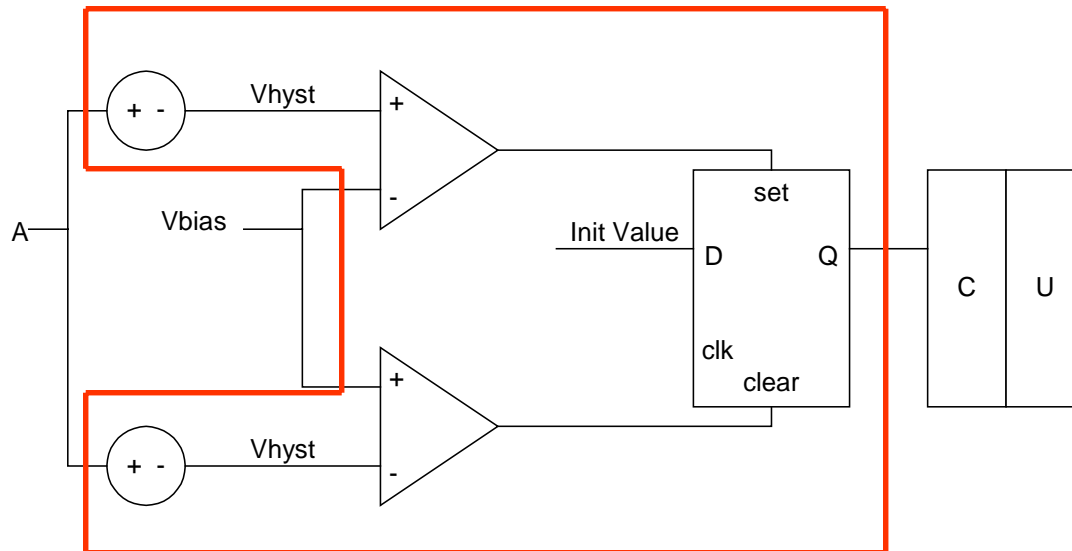 Vhyst
+ -
+
-
set
A
Vbias
Init Value
D
Q
C
U
clk
clear
+
Vhyst
+ -
-